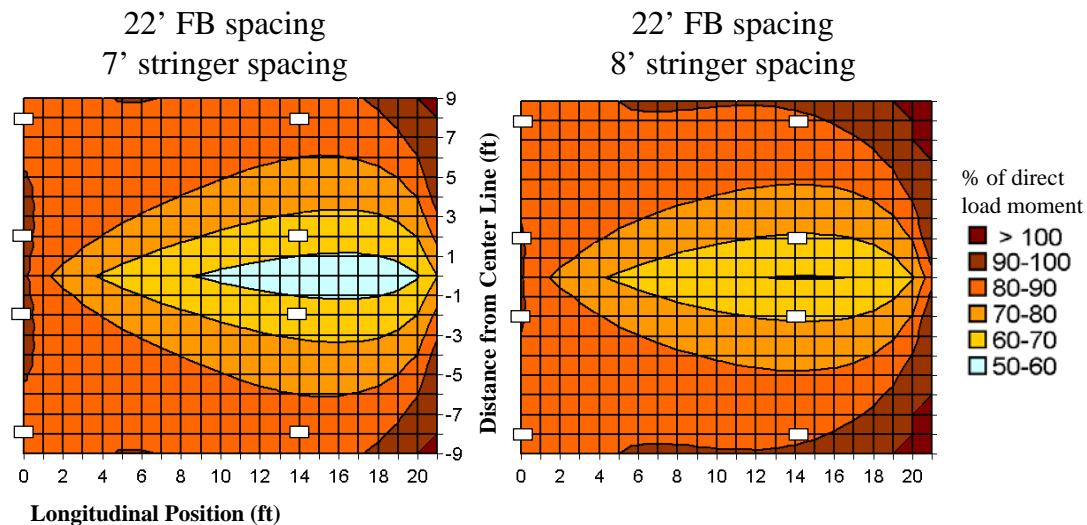 22' FB spacing
7' stringer spacing
22' FB spacing
8' stringer spacing
9
7
5
3
1
-1
-3
-5
-7
-9
0 2 4 6 8 10 12 14 16 18 20
Longitudinal Position (ft)
Distance from Center Line (ft)
0 2 4 6 8 10 12 14 16 18 20
% of direct
load moment
> 100
90-100
80-90
70-80
60-70
50-60